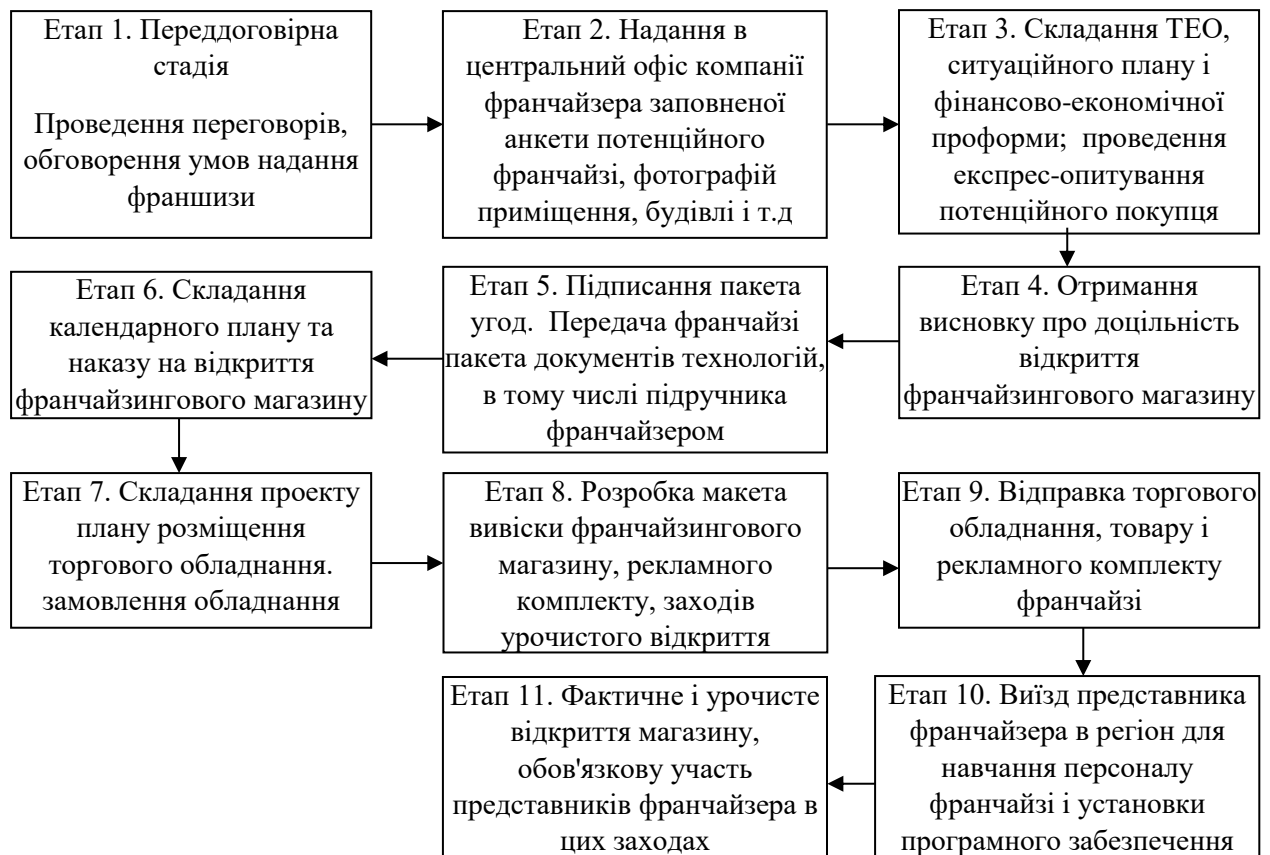 Етап 1. Переддоговірна
стадія
Проведення переговорів,
обговорення умов надання
франшизи
Етап 2. Надання в
центральний офіс компанії
франчайзера заповненої
анкети потенційного
франчайзі, фотографій
приміщення, будівлі і т.д
Етап 3. Складання ТЕО,
ситуаційного плану і
фінансово-економічної
проформи; проведення
експрес-опитування
потенційного покупця
Етап 4. Отримання
висновку про доцільність
відкриття
франчайзингового магазину
Етап 5. Підписання пакета
угод. Передача франчайзі
пакета документів технологій,
в тому числі підручника
франчайзером
Етап 6. Складання
календарного плану та
наказу на відкриття
франчайзингового магазину
Етап 7. Складання проекту
плану розміщення
торгового обладнання.
замовлення обладнання
Етап 8. Розробка макета
вивіски франчайзингового
магазину, рекламного
комплекту, заходів
урочистого відкриття
Етап 9. Відправка торгового
обладнання, товару і
рекламного комплекту
франчайзі
Етап 10. Виїзд представника
франчайзера в регіон для
навчання персоналу
франчайзі і установки
програмного забезпечення
Етап 11. Фактичне і урочисте
відкриття магазину,
обов'язкову участь
представників франчайзера в
цих заходах